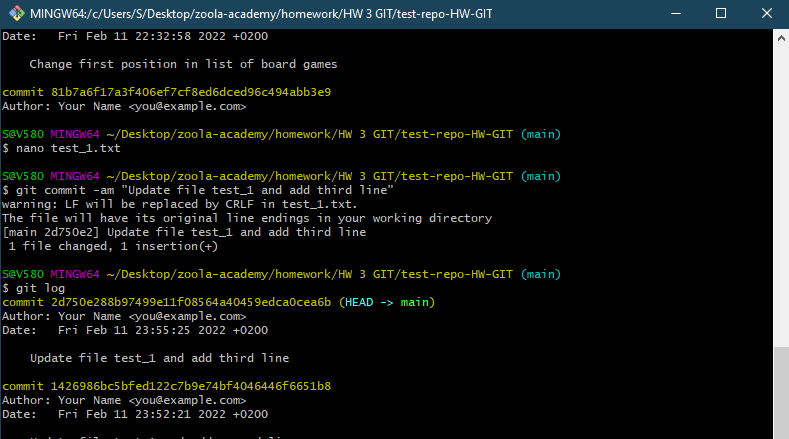 MINGW64:/c/Users/S/Desktop/zoola-academy/homework/HW 3 GIT/test-repo-HW-GIT
Date:   Fri Feb 11 22:32:58 2022 +0200
    Change first position in list of board games
commit 81b7a6f17a3f406ef7cf8ed6dced96c494abb3e9
Author: Your Name <you@example.com>
S@V580 MINGW64 ~/Desktop/zoola-academy/homework/HW 3 GIT/test-repo-HW-GIT (main)
$ nano test_1.txt
S@V580 MINGW64 ~/Desktop/zoola-academy/homework/HW 3 GIT/test-repo-HW-GIT (main)
$ git commit -am "Update file test_1 and add third line"
warning: LF will be replaced by CRLF in test_1.txt.
The file will have its original line endings in your working directory
[main 2d750e2] Update file test_1 and add third line
 1 file changed, 1 insertion(+)
S@V580 MINGW64 ~/Desktop/zoola-academy/homework/HW 3 GIT/test-repo-HW-GIT (main)
$ git log
commit 2d750e288b97499e11f08564a40459edca0cea6b (HEAD -> main)
Author: Your Name <you@example.com>
Date:   Fri Feb 11 23:55:25 2022 +0200
    Update file test_1 and add third line
commit 1426986bc5bfed122c7b9e74bf4046446f6651b8
Author: Your Name <you@example.com>
Date:   Fri Feb 11 23:52:21 2022 +0200